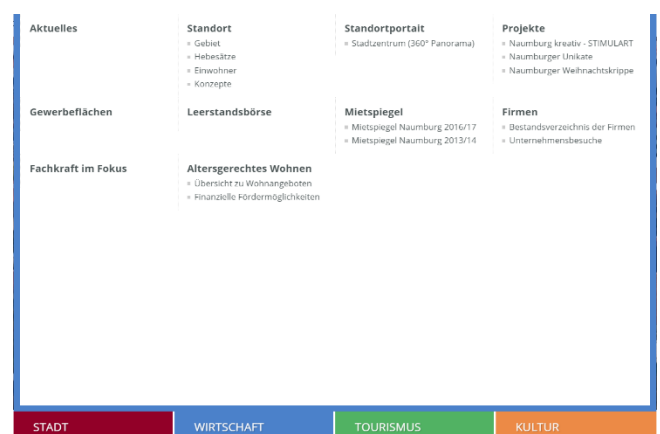 Aktuelles
Standort
Gebiet
Hebesätze
Einwohner
Konzepte
Standortportait
Stadtzentrum (360° Panorama)
Projekte
Naumburg kreativ - STIMULART
Naumburger Unikate
Naumburger Weihnachtskrippe
Gewerbeflächen
Leerstandsbörse
Mietspiegel
Mietspiegel Naumburg 2016/17
Mietspiegel Naumburg 2013/14
Firmen
Bestandsverzeichnis der Firmen
Unternehmensbesuche
Fachkraft im Fokus
Altersgerechtes Wohnen
Übersicht zu Wohnangeboten
Finanzielle Fördermöglichkeiten
STADT
WIRTSCHAFT
TOURISMUS
KULTUR